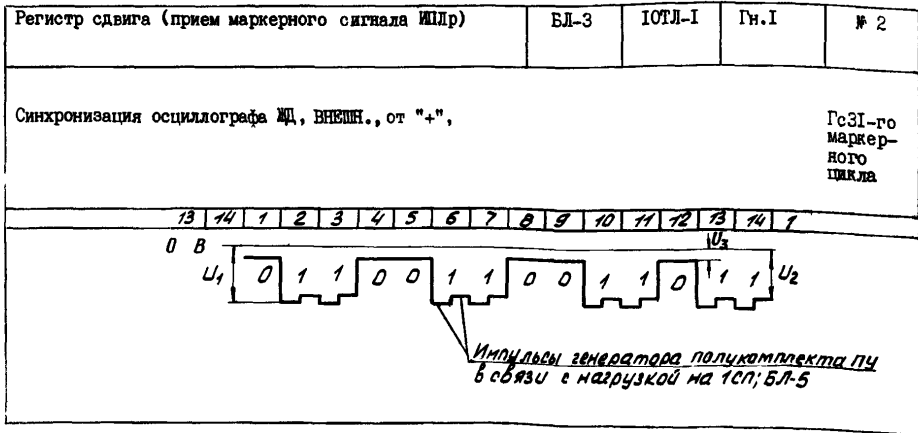 Регистр сдвига (прием маркерного сигнала ИПЛр) БЛ-3 IОТЛ-I Гн.I № 2
Синхронизация осциллографа ЖД, ВНЕШН., от "+",
Гс3I-го
маркер-
ного
цикла
13 14 1 2 3 4 5 6 7 8 9 10 11 12 13 14 1
0 В U₃
U₁ 0 1 1 0 0 1 1 0 0 1 1 0 1 1 U₂
Импульсы генератора полукомплекта ПУ
в связи с нагрузкой на 1СП; БЛ-5